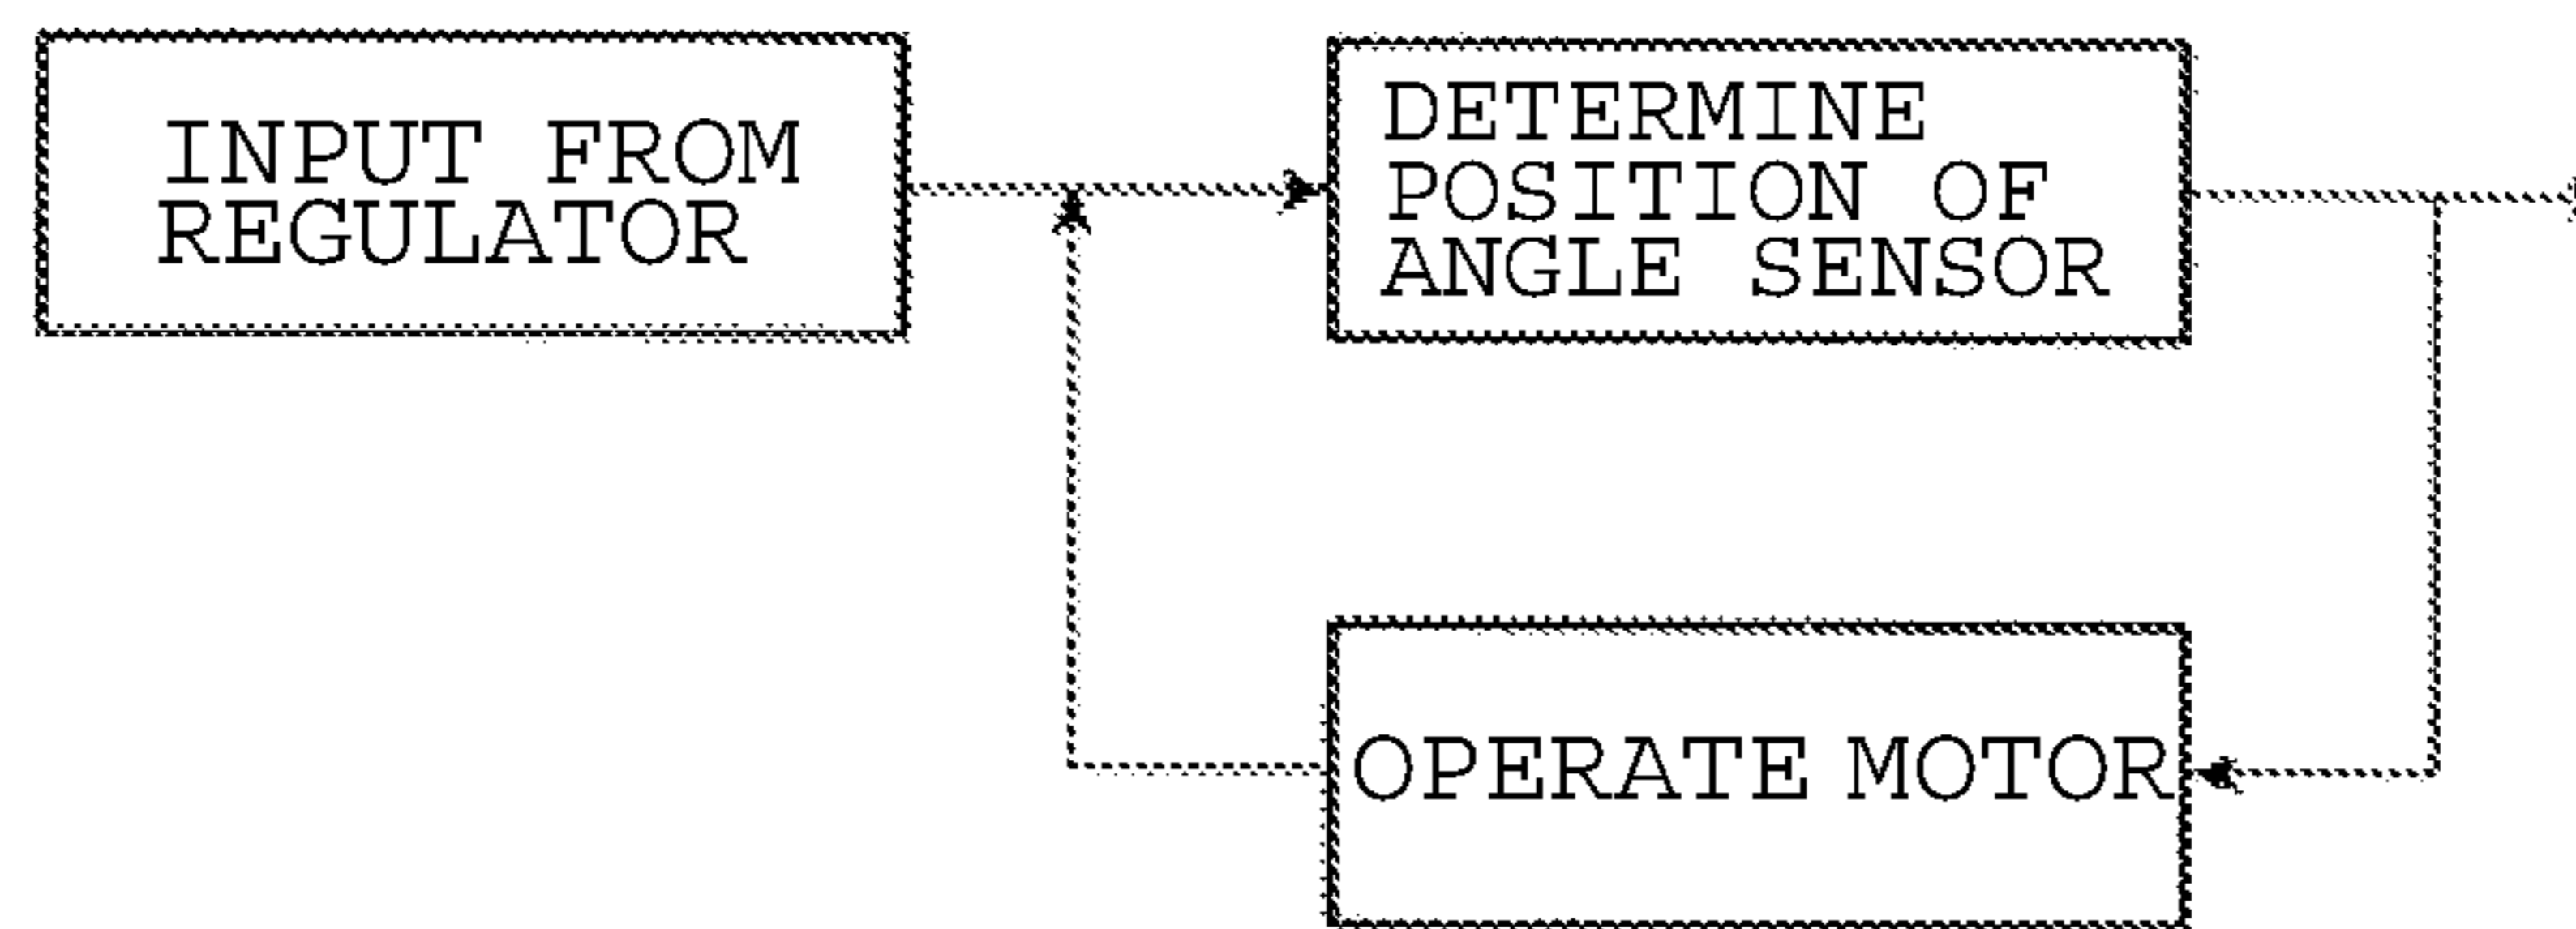 INPUT FROM
REGULATOR
DETERMINE
POSITION OF
ANGLE SENSOR
OPERATE MOTOR